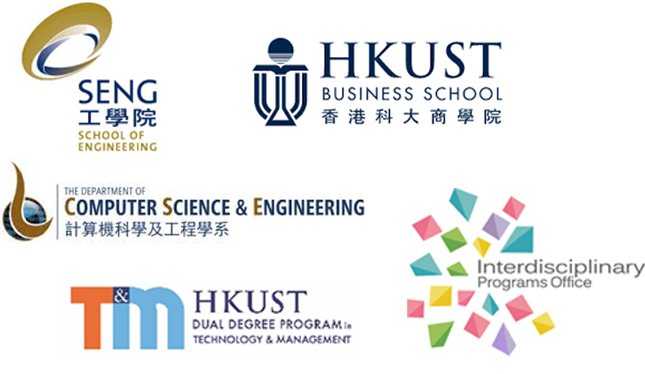 SENG
工學院
SCHOOL OF
ENGINEERING
HKUST
BUSINESS SCHOOL
香港科大商學院
THE DEPARTMENT OF
COMPUTER SCIENCE & ENGINEERING
計算機科學及工程學系
T&M HKUST
DUAL DEGREE PROGRAM in
TECHNOLOGY & MANAGEMENT
Interdisciplinary
Programs Office